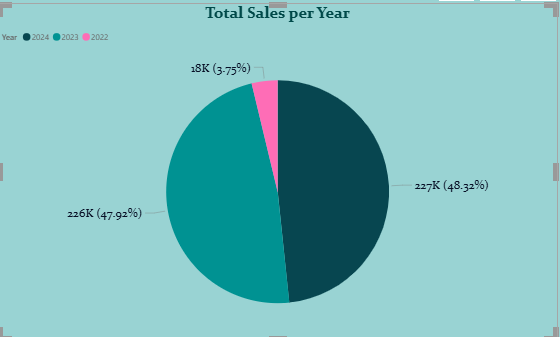 Total Sales per Year
Year 2024 2023 2022
18K (3.75%)
227K (48.32%)
226K (47.92%)